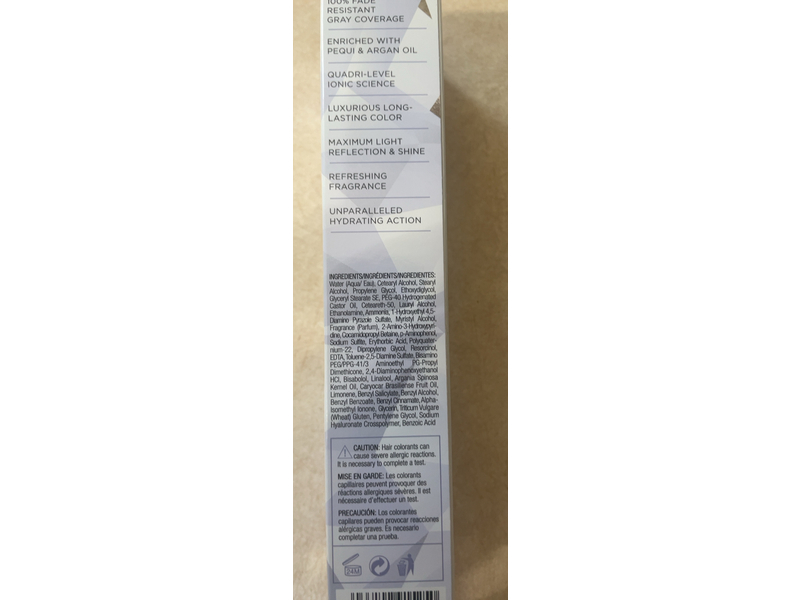 100% FADE
RESISTANT
GRAY COVERAGE
ENRICHED WITH
PEQUI & ARGAN OIL
QUADRI-LEVEL
IONIC SCIENCE
LUXURIOUS LONG-
LASTING COLOR
MAXIMUM LIGHT
REFLECTION & SHINE
REFRESHING
FRAGRANCE
UNPARALLELED
HYDRATING ACTION
INGREDIENTS/INGRÉDIENTS/INGREDIENTES:
Water (Aqua/ Eau), Cetearyl Alcohol, Stearyl
Alcohol, Propylene Glycol, Ethoxydiglycol,
Glyceryl Stearate SE, PEG-40 Hydrogenated
Castor Oil, Ceteareth-50, Lauryl Alcohol,
Ethanolamine, Ammonia, 1-Hydroxyethyl 4,5-
Diamino Pyrazole Sulfate, Myristyl Alcohol,
Fragrance (Parfum), 2-Amino-3-Hydroxypyri-
dine, Cocamidopropyl Betaine, p-Aminophenol,
Sodium Sulfite, Erythorbic Acid, Polyquater-
nium-22, Dipropylene Glycol, Resorcinol,
EDTA, Toluene-2,5-Diamine Sulfate, Bisamino
PEG/PPG-41/3 Aminoethyl PG-Propyl
Dimethicone, 2,4-Diaminophenoxyethanol
HCl, Bisabolol, Linalool, Argania Spinosa
Kernel Oil, Caryocar Brasiliense Fruit Oil,
Limonene, Benzyl Salicylate, Benzyl Alcohol,
Benzyl Benzoate, Benzyl Cinnamate, Alpha-
Isomethyl Ionone, Glycerin, Triticum Vulgare
(Wheat) Gluten, Pentylene Glycol, Sodium
Hyaluronate Crosspolymer, Benzoic Acid
CAUTION: Hair colorants can
cause severe allergic reactions.
It is necessary to complete a test.
MISE EN GARDE: Les colorants
capillaires peuvent provoquer des
réactions allergiques sévères. Il est
nécessaire d'effectuer un test.
PRECAUCIÓN: Los colorantes
capilares pueden provocar reacciones
alérgicas graves. Es necesario
completar una prueba.
24M